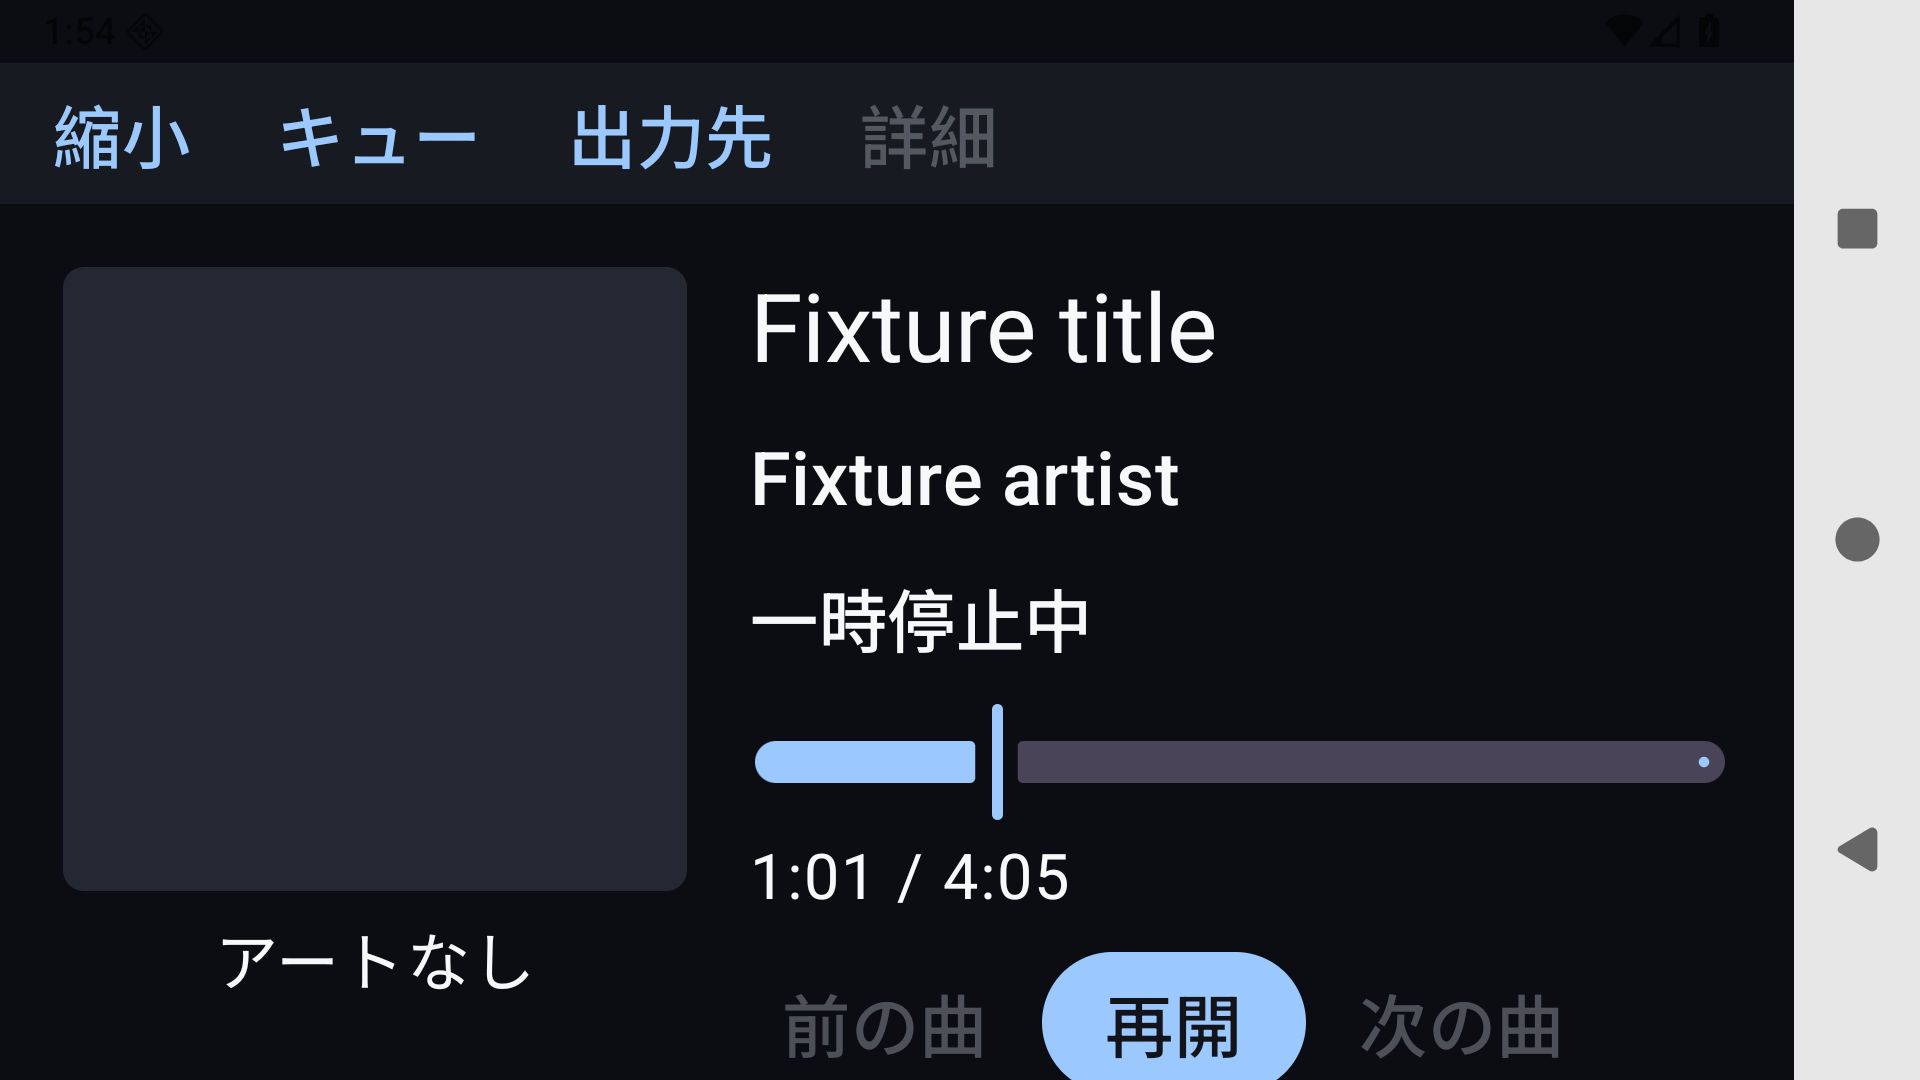 1:54
縮小 キュー 出力先 詳細
Fixture title
Fixture artist
一時停止中
1:01 / 4:05
アートなし
前の曲 再開 次の曲